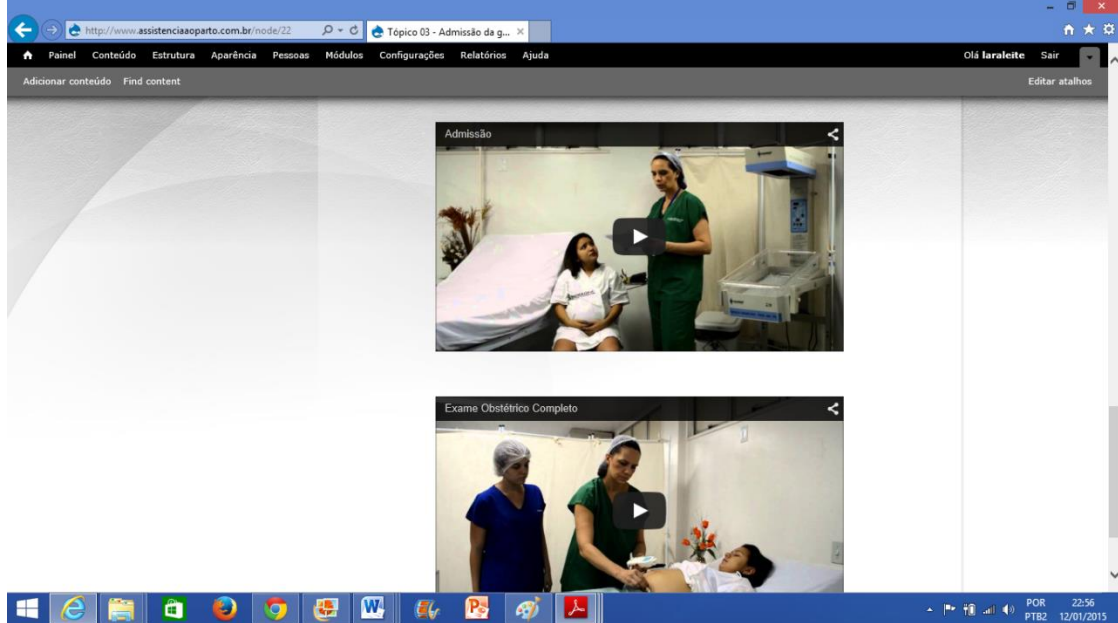 http://www.assistenciaaoparto.com.br/node/22
Tópico 03 - Admissão da g...
Painel Conteúdo Estrutura Aparência Pessoas Módulos Configurações Relatórios Ajuda
Olá laraleite Sair
Adicionar conteúdo Find content
Editar atalhos
Admissão
Exame Obstétrico Completo
POR 22:56
PTB2 12/01/2015